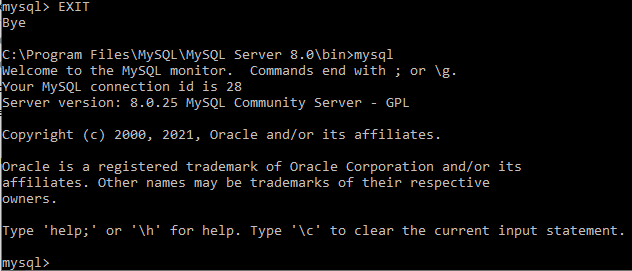 mysql> EXIT
Bye
C:\Program Files\MySQL\MySQL Server 8.0\bin>mysql
Welcome to the MySQL monitor.  Commands end with ; or \g.
Your MySQL connection id is 28
Server version: 8.0.25 MySQL Community Server - GPL
Copyright (c) 2000, 2021, Oracle and/or its affiliates.
Oracle is a registered trademark of Oracle Corporation and/or its
affiliates. Other names may be trademarks of their respective
owners.
Type 'help;' or '\h' for help. Type '\c' to clear the current input statement.
mysql>